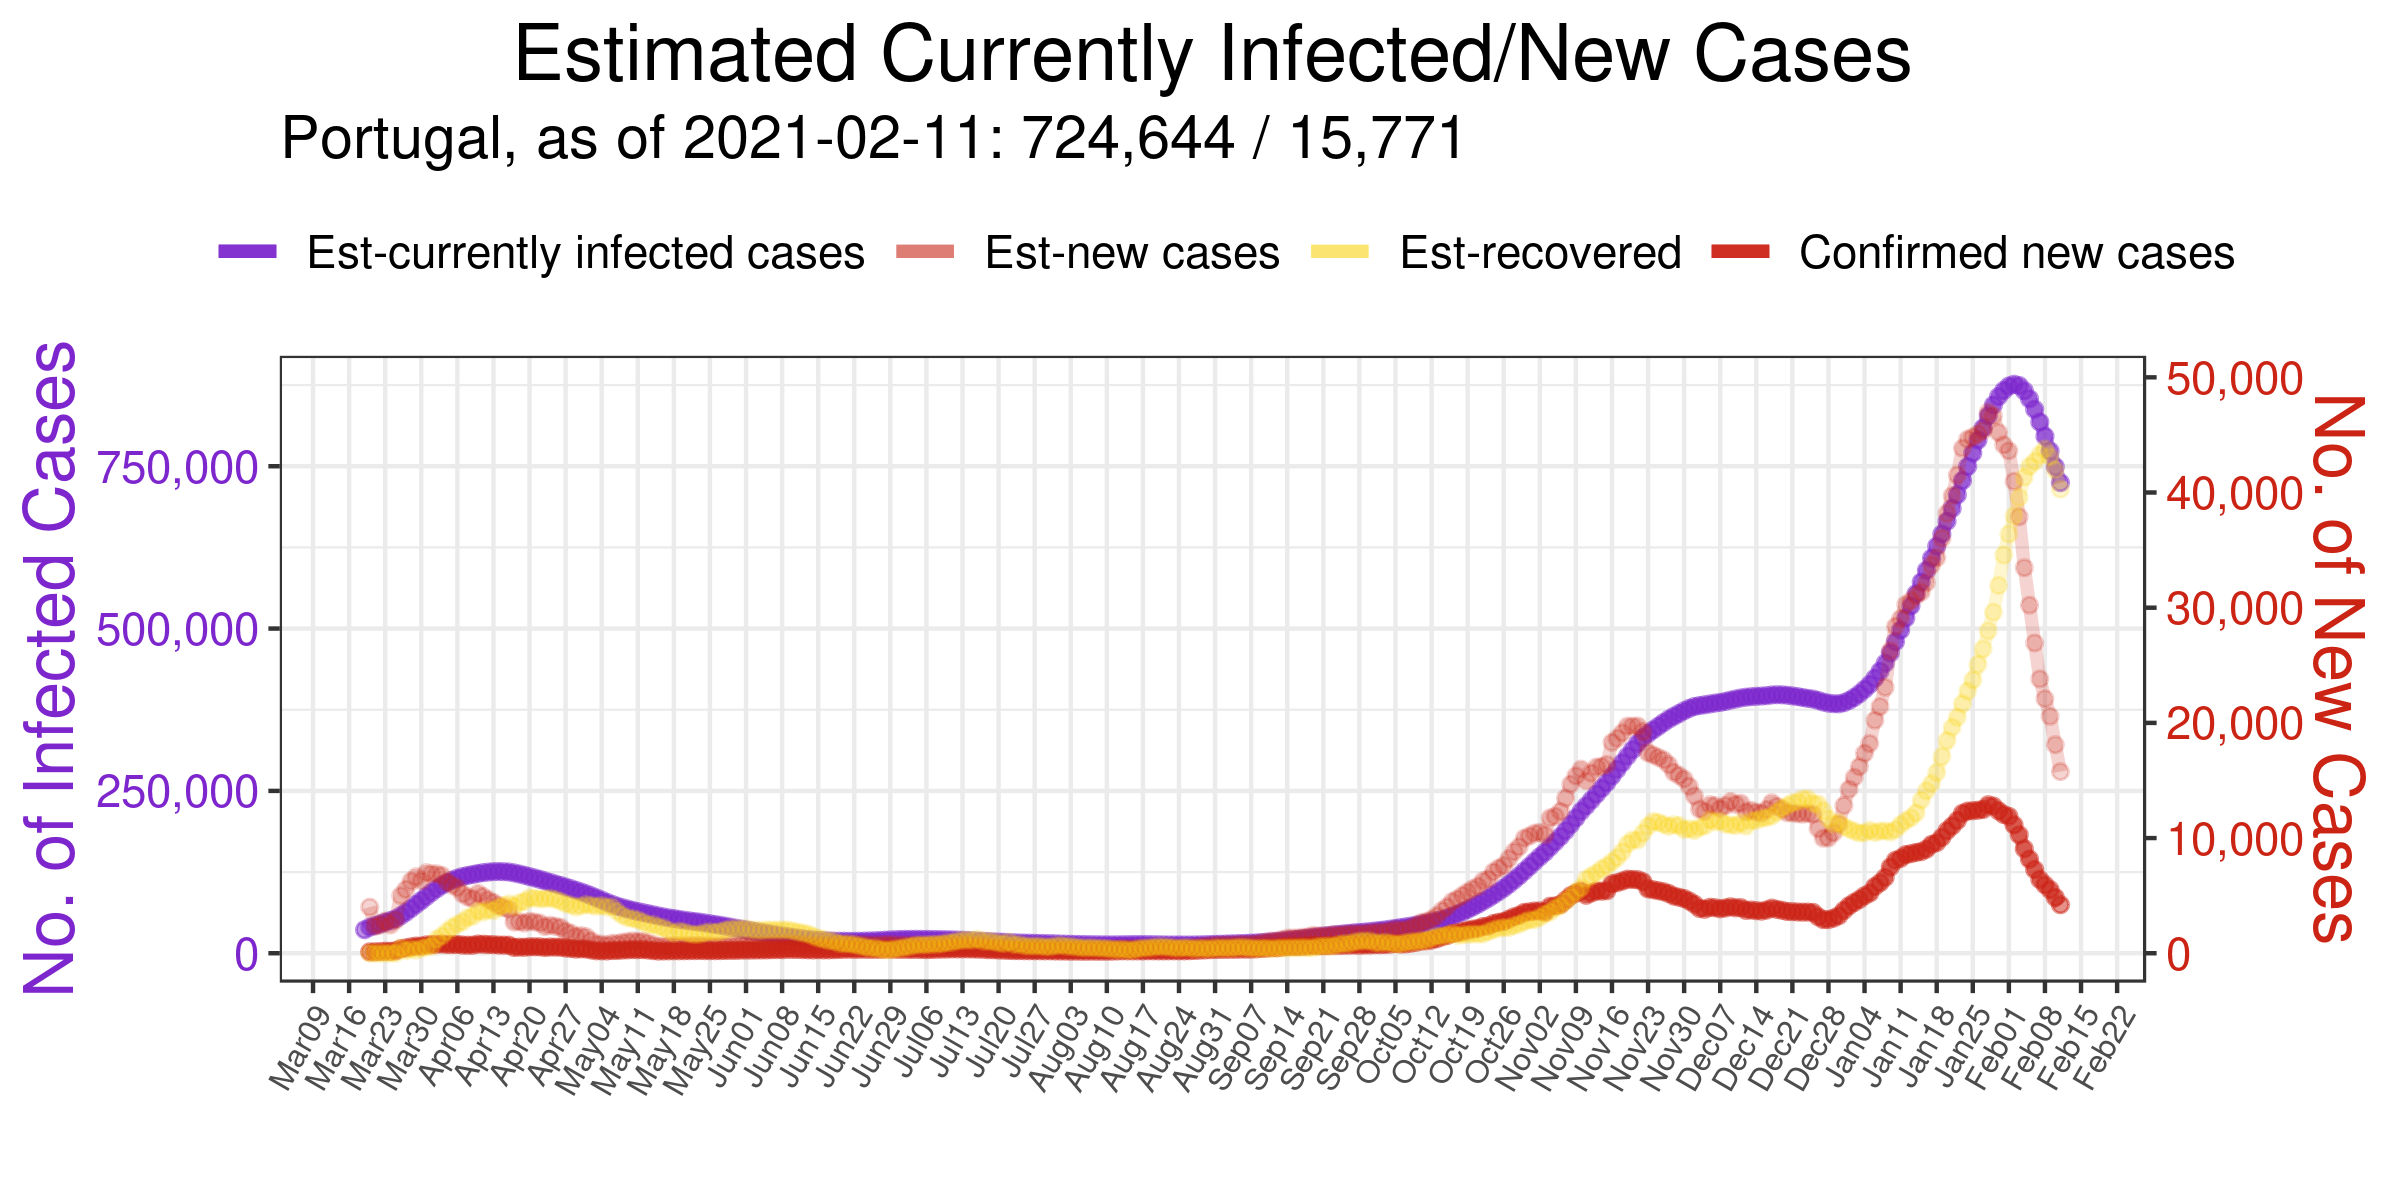 Estimated Currently Infected/New Cases
Portugal, as of 2021-02-11: 724,644 / 15,771
Est-currently infected cases
Est-new cases
Est-recovered
Confirmed new cases
No. of Infected Cases
750,000
500,000
250,000
0
50,000
40,000
30,000
20,000
10,000
0
No. of New Cases
Mar09
Mar16
Mar23
Mar30
Apr06
Apr13
Apr20
Apr27
May04
May11
May18
May25
Jun01
Jun08
Jun15
Jun22
Jun29
Jul06
Jul13
Jul20
Jul27
Aug03
Aug10
Aug17
Aug24
Aug31
Sep07
Sep14
Sep21
Sep28
Oct05
Oct12
Oct19
Oct26
Nov02
Nov09
Nov16
Nov23
Nov30
Dec07
Dec14
Dec21
Dec28
Jan04
Jan11
Jan18
Jan25
Feb01
Feb08
Feb15
Feb22